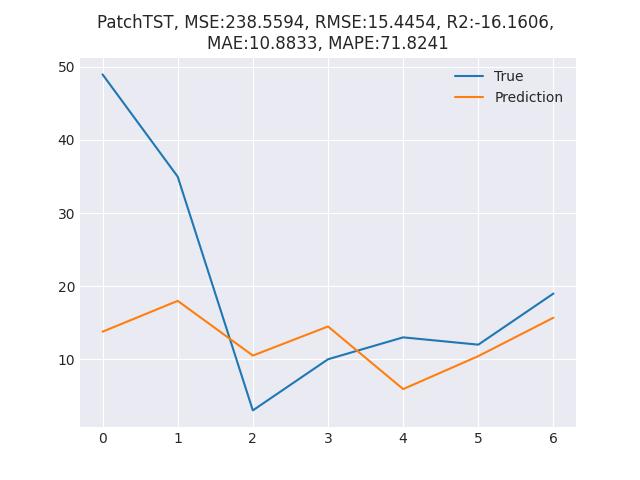 PatchTST, MSE:238.5594, RMSE:15.4454, R2:-16.1606,
MAE:10.8833, MAPE:71.8241
50
40
30
20
10
True
Prediction
0 1 2 3 4 5 6